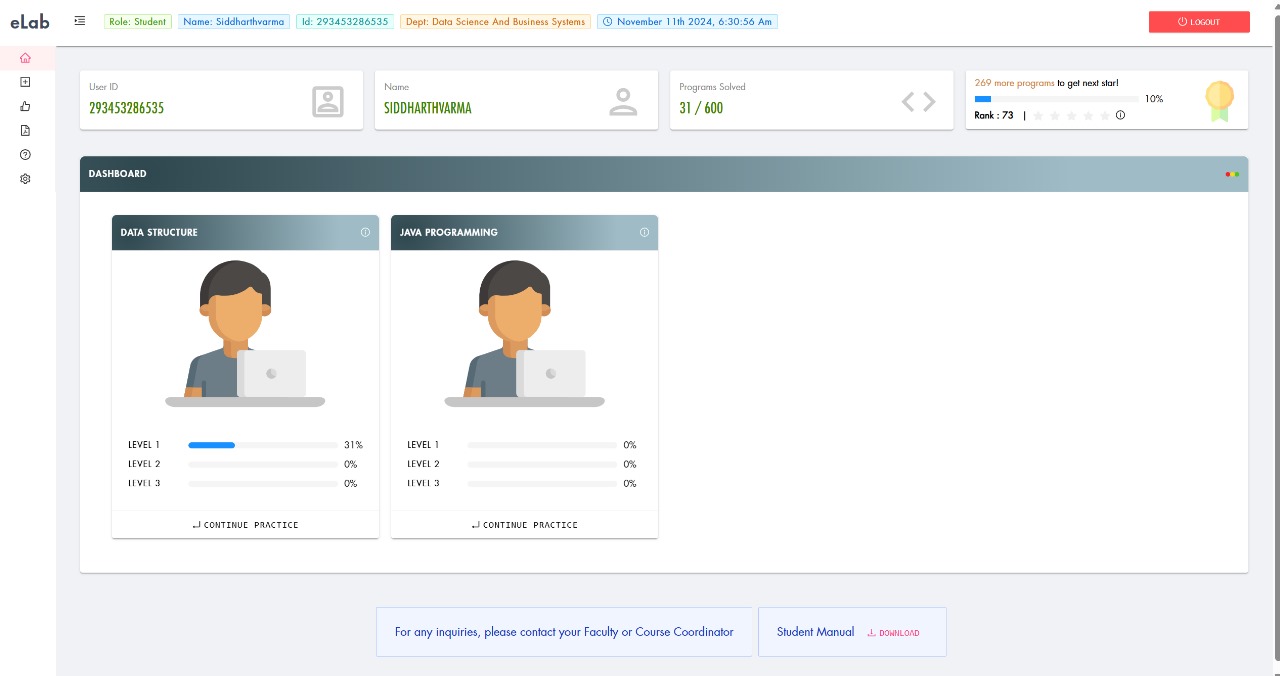 eLab
Role: Student
Name: Siddharthvarma
Id: 293453286535
Dept: Data Science And Business Systems
November 11th 2024, 6:30:56 Am
LOGOUT
User ID
293453286535
Name
SIDDHARTHVARMA
Programs Solved
31 / 600
269 more programs to get next star!
10%
Rank : 73 |
DASHBOARD
DATA STRUCTURE
LEVEL 1 31%
LEVEL 2 0%
LEVEL 3 0%
CONTINUE PRACTICE
JAVA PROGRAMMING
LEVEL 1 0%
LEVEL 2 0%
LEVEL 3 0%
CONTINUE PRACTICE
For any inquiries, please contact your Faculty or Course Coordinator
Student Manual DOWNLOAD